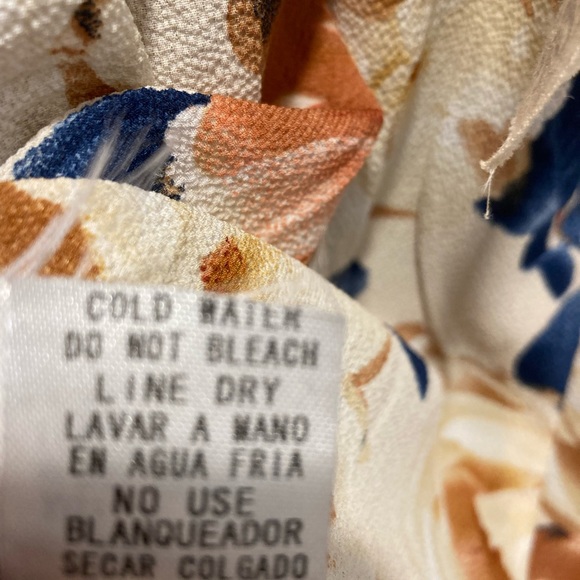 COLD WATER
DO NOT BLEACH
LINE DRY
LAVAR A MANO
EN AGUA FRIA
NO USE
BLANQUEADOR
SECAR COLGADO